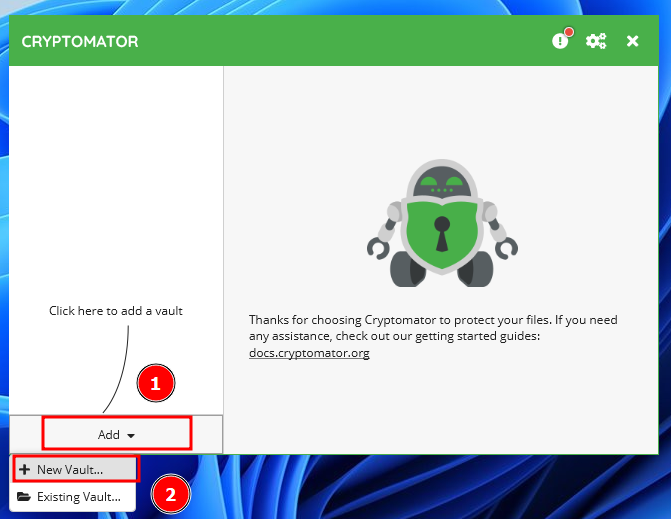 CRYPTOMATOR
Click here to add a vault
Thanks for choosing Cryptomator to protect your files. If you need
any assistance, check out our getting started guides:
docs.cryptomator.org
1
Add
New Vault...
Existing Vault...
2